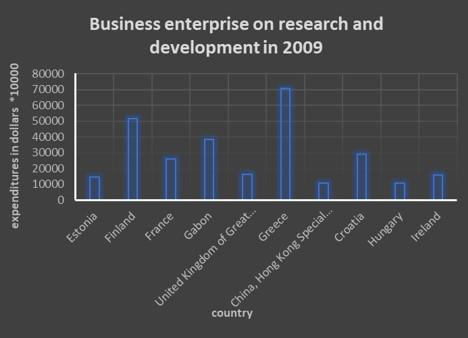 Business enterprise on research and
development in 2009
expenditures in dollars *10000
80000
70000
60000
50000
40000
30000
20000
10000
0
Estonia
Finland
France
Gabon
United Kingdom of Great...
Greece
China, Hong Kong Special...
Croatia
Hungary
Ireland
country